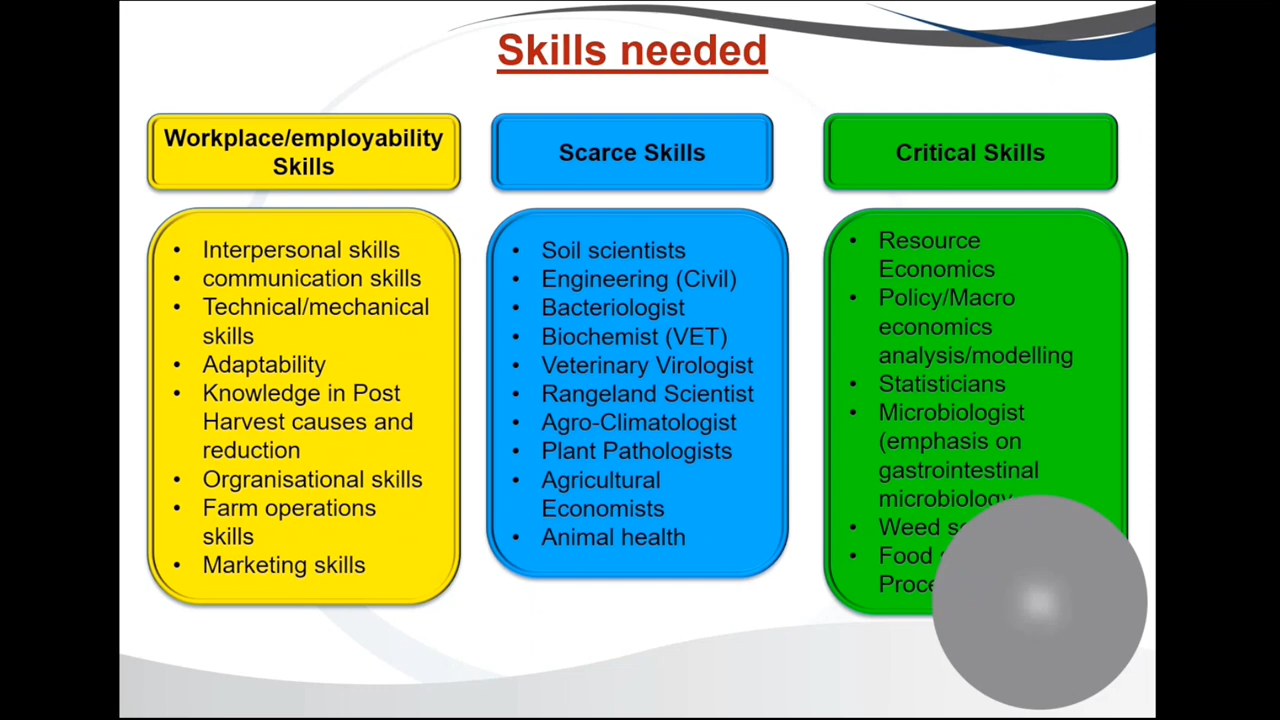 Skills needed
Workplace/employability
Skills
Scarce Skills
Critical Skills
• Interpersonal skills
• communication skills
• Technical/mechanical
skills
• Adaptability
• Knowledge in Post
Harvest causes and
reduction
• Orgranisational skills
• Farm operations
skills
• Marketing skills
• Soil scientists
• Engineering (Civil)
• Bacteriologist
• Biochemist (VET)
• Veterinary Virologist
• Rangeland Scientist
• Agro-Climatologist
• Plant Pathologists
• Agricultural
Economists
• Animal health
• Resource
Economics
• Policy/Macro
economics
analysis/modelling
• Statisticians
• Microbiologist
(emphasis on
gastrointestinal
microbiology
• Weed
• Food